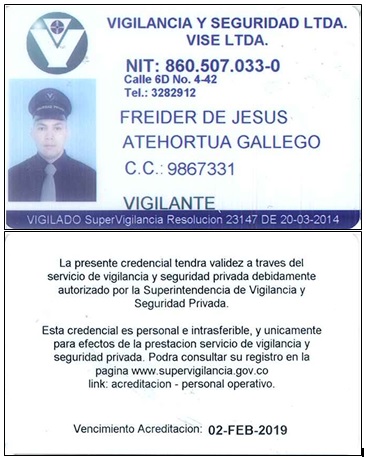 VIGILANCIA Y SEGURIDAD LTDA.
VISE LTDA.
NIT: 860.507.033-0
Calle 6D No. 4-42
Tel.: 3282912
FREIDER DE JESUS
ATEHORTUA GALLEGO
C.C.: 9867331
VIGILANTE
VIGILADO SuperVigilancia Resolucion 23147 DE 20-03-2014
La presente credencial tendra validez a traves del
servicio de vigilancia y seguridad privada debidamente
autorizado por la Superintendencia de Vigilancia y
Seguridad Privada.
Esta credencial es personal e intrasferible, y unicamente
para efectos de la prestacion servicio de vigilancia y
seguridad privada. Podra consultar su registro en la
pagina www.supervigilancia.gov.co
link: acreditacion - personal operativo.
Vencimiento Acreditacion: 02-FEB-2019